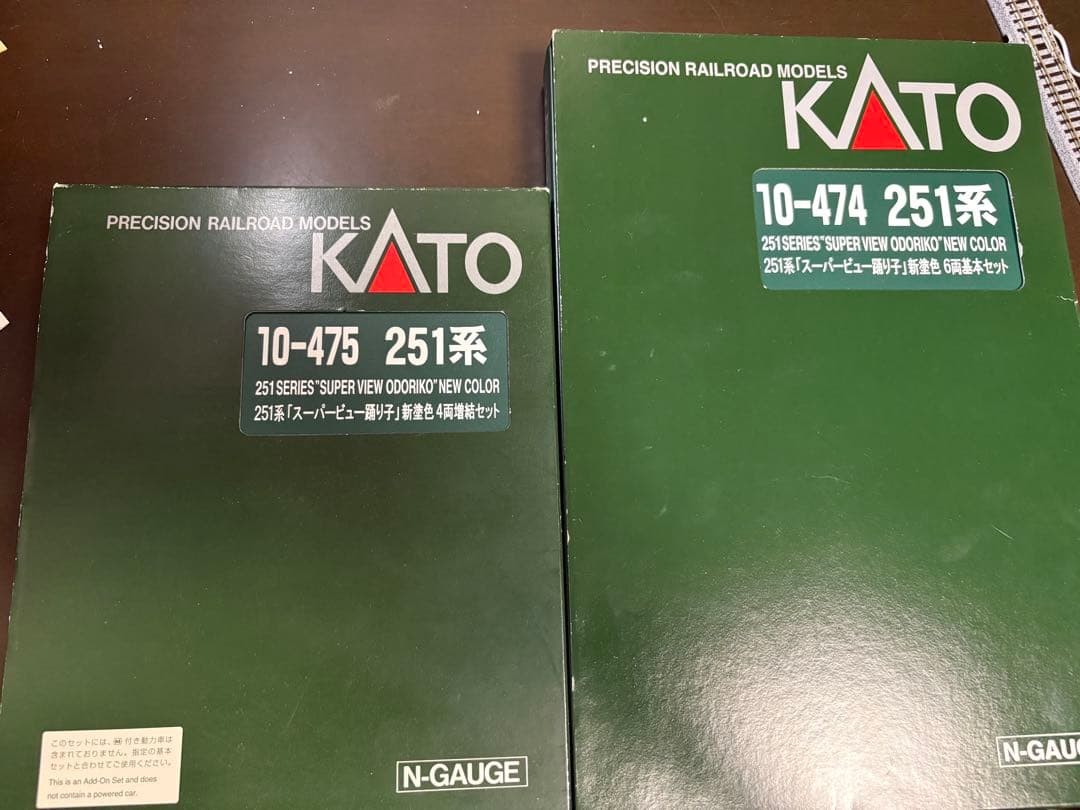 PRECISION RAILROAD MODELS
KATO
10-475 251系
251 SERIES "SUPER VIEW ODORIKO" NEW COLOR
251系「スーパービュー踊り子」新塗色 4両増結セット
このセットには、Ⓜ付き動力車は
含まれておりません。指定の基本
セットと合わせてご使用ください。
This is an Add-On Set and does
not contain a powered car.
N-GAUGE
PRECISION RAILROAD MODELS
KATO
10-474 251系
251 SERIES "SUPER VIEW ODORIKO" NEW COLOR
251系「スーパービュー踊り子」新塗色 6両基本セット
N-GAUGE